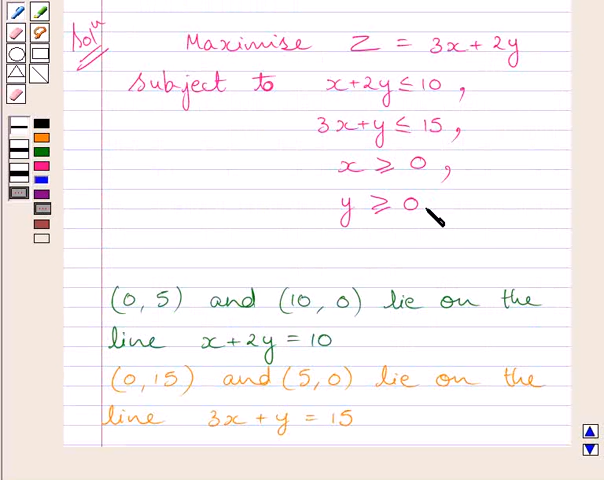 Solⁿ
Maximise Z = 3x + 2y
subject to x+2y ≤ 10,
3x+y ≤ 15,
x ≥ 0,
y ≥ 0
(0, 5) and (10, 0) lie on the
line x + 2y = 10
(0, 15) and (5, 0) lie on the
line 3x + y = 15